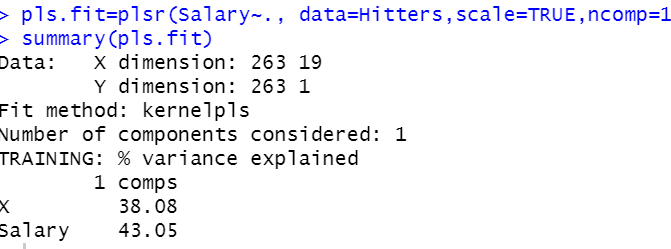 > pls.fit=plsr(Salary~., data=Hitters,scale=TRUE,ncomp=1
> summary(pls.fit)
Data:   X dimension: 263 19
        Y dimension: 263 1
Fit method: kernelpls
Number of components considered: 1
TRAINING: % variance explained
        1 comps
X         38.08
Salary    43.05